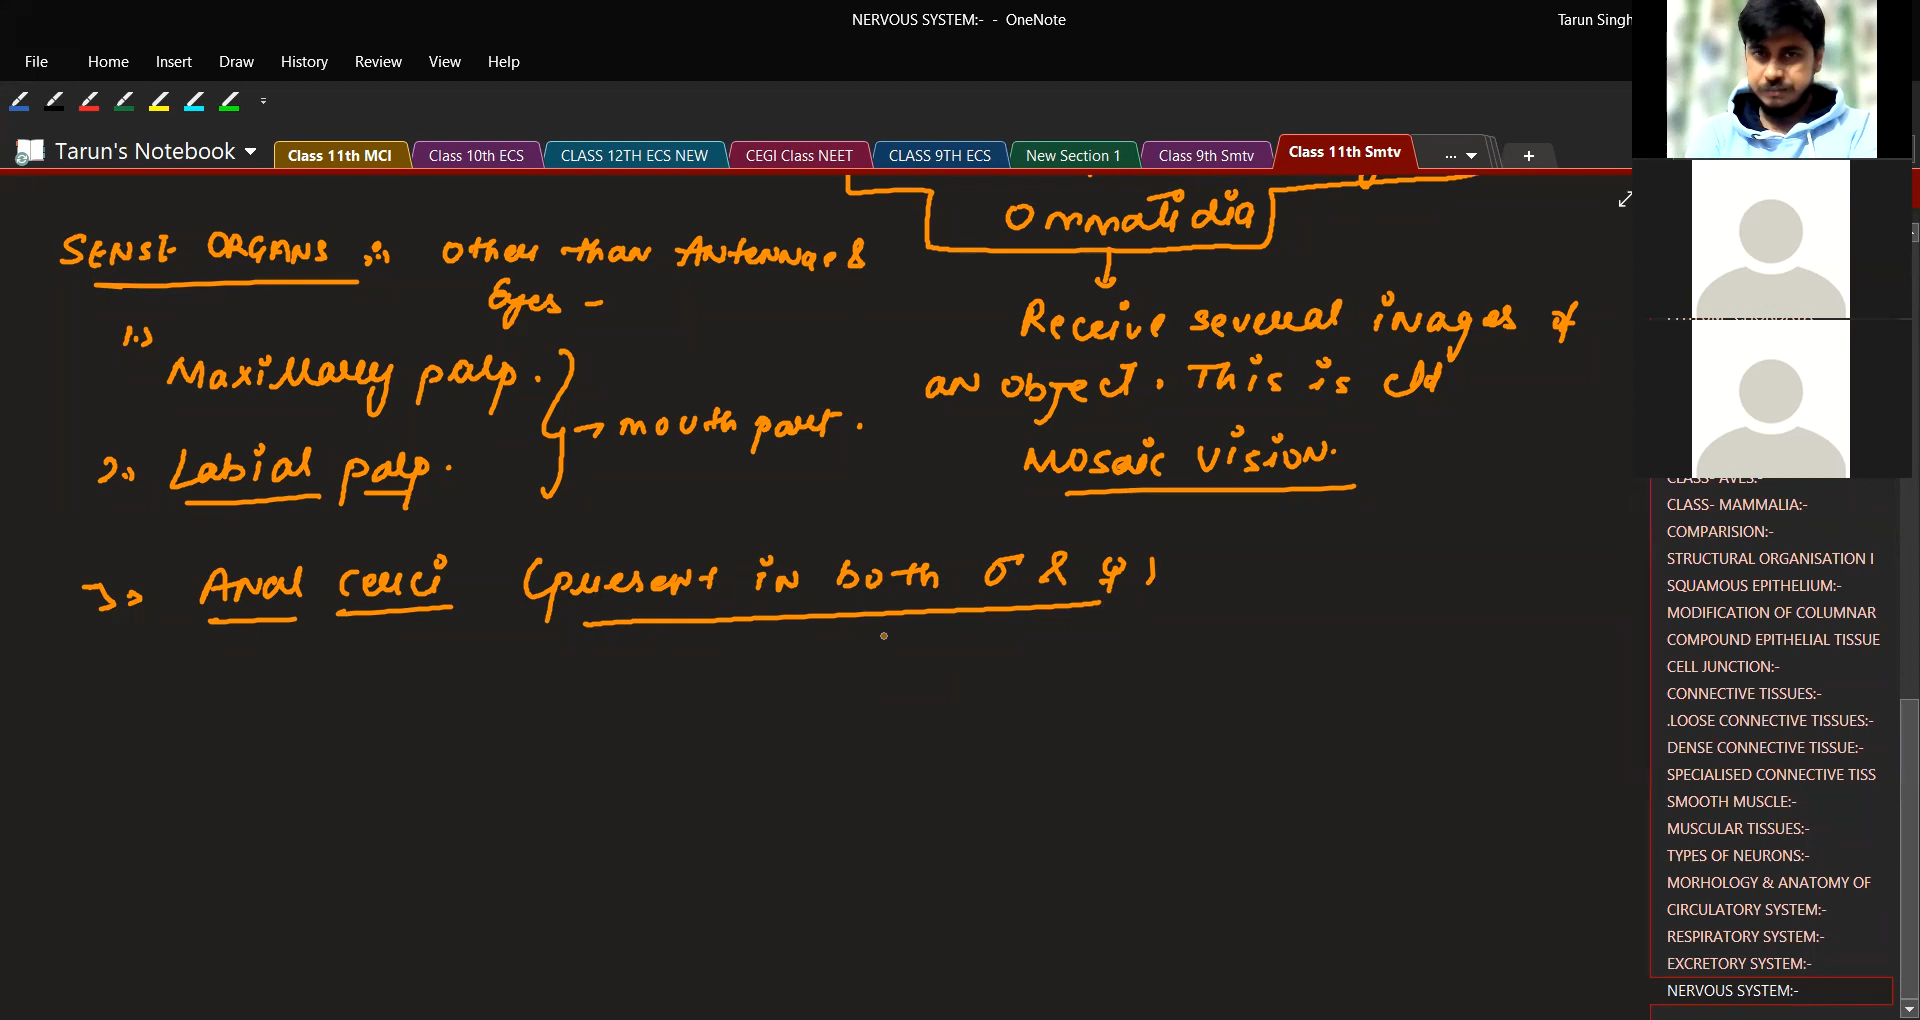 NERVOUS SYSTEM:- - OneNote
Tarun Singh
File Home Insert Draw History Review View Help
Tarun's Notebook
Class 11th MCI
Class 10th ECS
CLASS 12TH ECS NEW
CEGI Class NEET
CLASS 9TH ECS
New Section 1
Class 9th Smtv
Class 11th Smtv
...
+
Ommatidia
SENSE ORGANS :- Other than Antennae &
Eyes -
1.)
Maxillary palp.
→ mouth part.
2.) Labial palp.
3.) Anal cerci (present in both ♂ & ♀)
Receive several images of
an object. This is cld
MOSaic Vision.
CLASS- AVES:-
CLASS- MAMMALIA:-
COMPARISION:-
STRUCTURAL ORGANISATION I
SQUAMOUS EPITHELIUM:-
MODIFICATION OF COLUMNAR
COMPOUND EPITHELIAL TISSUE
CELL JUNCTION:-
CONNECTIVE TISSUES:-
.LOOSE CONNECTIVE TISSUES:-
DENSE CONNECTIVE TISSUE:-
SPECIALISED CONNECTIVE TISS
SMOOTH MUSCLE:-
MUSCULAR TISSUES:-
TYPES OF NEURONS:-
MORHOLOGY & ANATOMY OF
CIRCULATORY SYSTEM:-
RESPIRATORY SYSTEM:-
EXCRETORY SYSTEM:-
NERVOUS SYSTEM:-